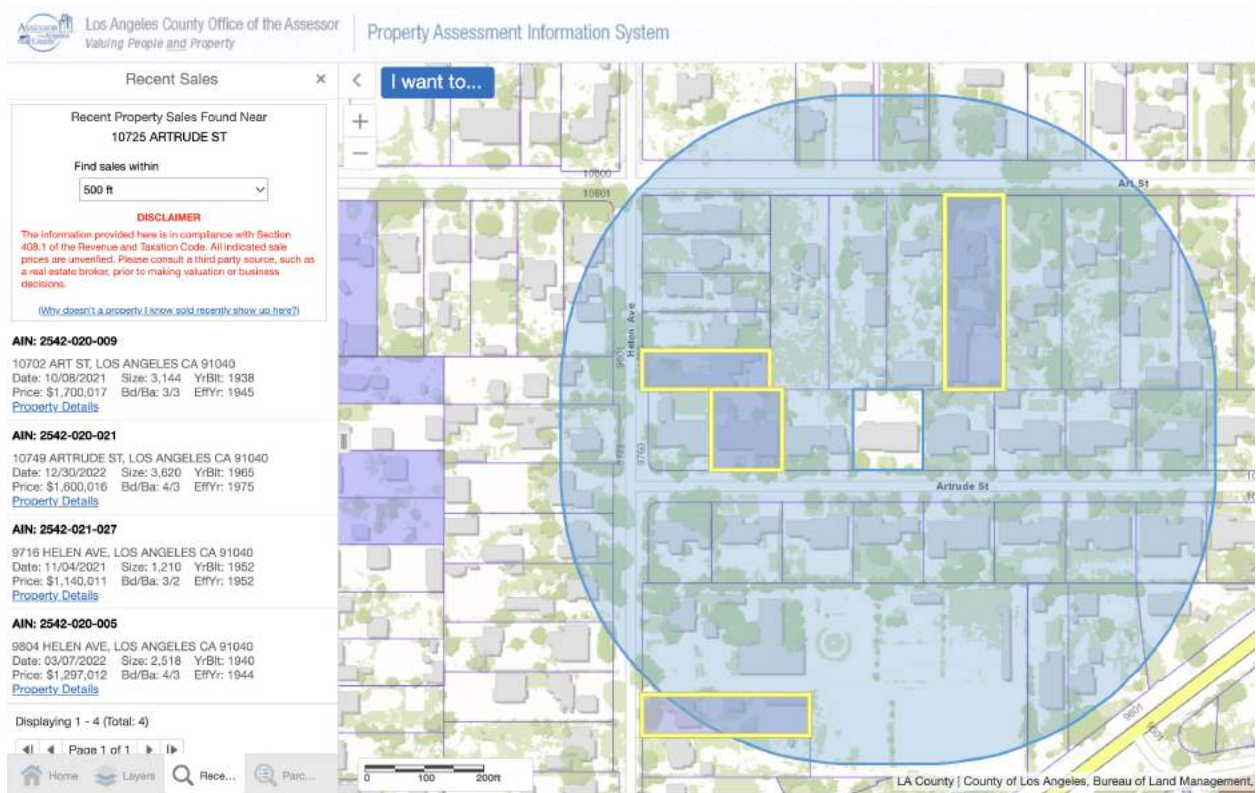 Los Angeles County Office of the Assessor
Valuing People and Property
Property Assessment Information System
Recent Sales ×
I want to...
Recent Property Sales Found Near
10725 ARTRUDE ST
Find sales within
500 ft
DISCLAIMER
The information provided here is in compliance with Section
408.1 of the Revenue and Taxation Code. All indicated sale
prices are unverified. Please consult a third party source, such as
a real estate broker, prior to making valuation or business
decisions.
(Why doesn't a property I know sold recently show up here?)
AIN: 2542-020-009
10702 ART ST, LOS ANGELES CA 91040
Date: 10/08/2021 Size: 3,144 YrBlt: 1938
Price: $1,700,017 Bd/Ba: 3/3 EffYr: 1945
Property Details
AIN: 2542-020-021
10749 ARTRUDE ST, LOS ANGELES CA 91040
Date: 12/30/2022 Size: 3,620 YrBlt: 1965
Price: $1,600,016 Bd/Ba: 4/3 EffYr: 1975
Property Details
AIN: 2542-021-027
9716 HELEN AVE, LOS ANGELES CA 91040
Date: 11/04/2021 Size: 1,210 YrBlt: 1952
Price: $1,140,011 Bd/Ba: 3/2 EffYr: 1952
Property Details
AIN: 2542-020-005
9804 HELEN AVE, LOS ANGELES CA 91040
Date: 03/07/2022 Size: 2,518 YrBlt: 1940
Price: $1,297,012 Bd/Ba: 4/3 EffYr: 1944
Property Details
Displaying 1 - 4 (Total: 4)
Page 1 of 1
Home
Layers
Rece...
Parc...
10800
10801
Art St
Helen Ave
9760
Artrude St
9601
0 100 200ft
LA County | County of Los Angeles, Bureau of Land Management.